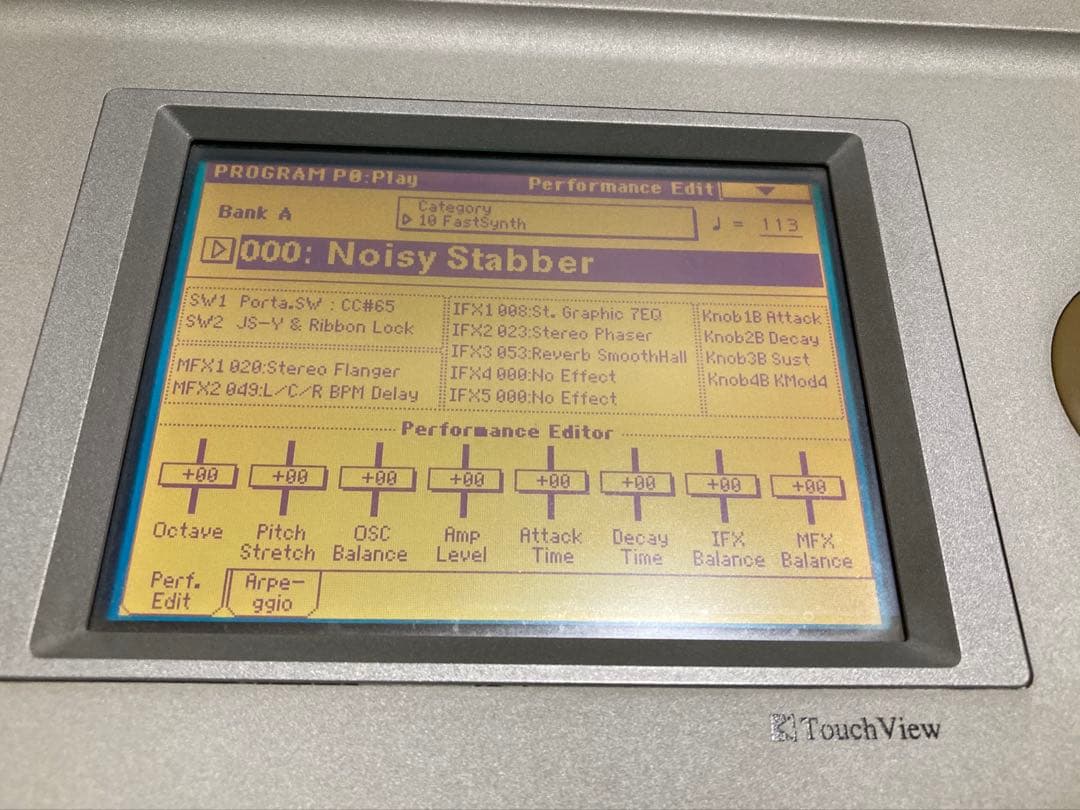 PROGRAM P0:Play Performance Edit
Bank A
Category
10 FastSynth
♩ = 113
000: Noisy Stabber
SW1 Porta.SW : CC#65
SW2 JS-Y & Ribbon Lock
MFX1 020:Stereo Flanger
MFX2 049:L/C/R BPM Delay
IFX1 008:St. Graphic 7EQ
IFX2 023:Stereo Phaser
IFX3 053:Reverb SmoothHall
IFX4 000:No Effect
IFX5 000:No Effect
Knob1B Attack
Knob2B Decay
Knob3B Sust
Knob4B KMod4
Performance Editor
+00 +00 +00 +00 +00 +00 +00 +00
Octave
Pitch
Stretch
OSC
Balance
Amp
Level
Attack
Time
Decay
Time
IFX
Balance
MFX
Balance
Perf.
Edit
Arpe-
ggio
TouchView